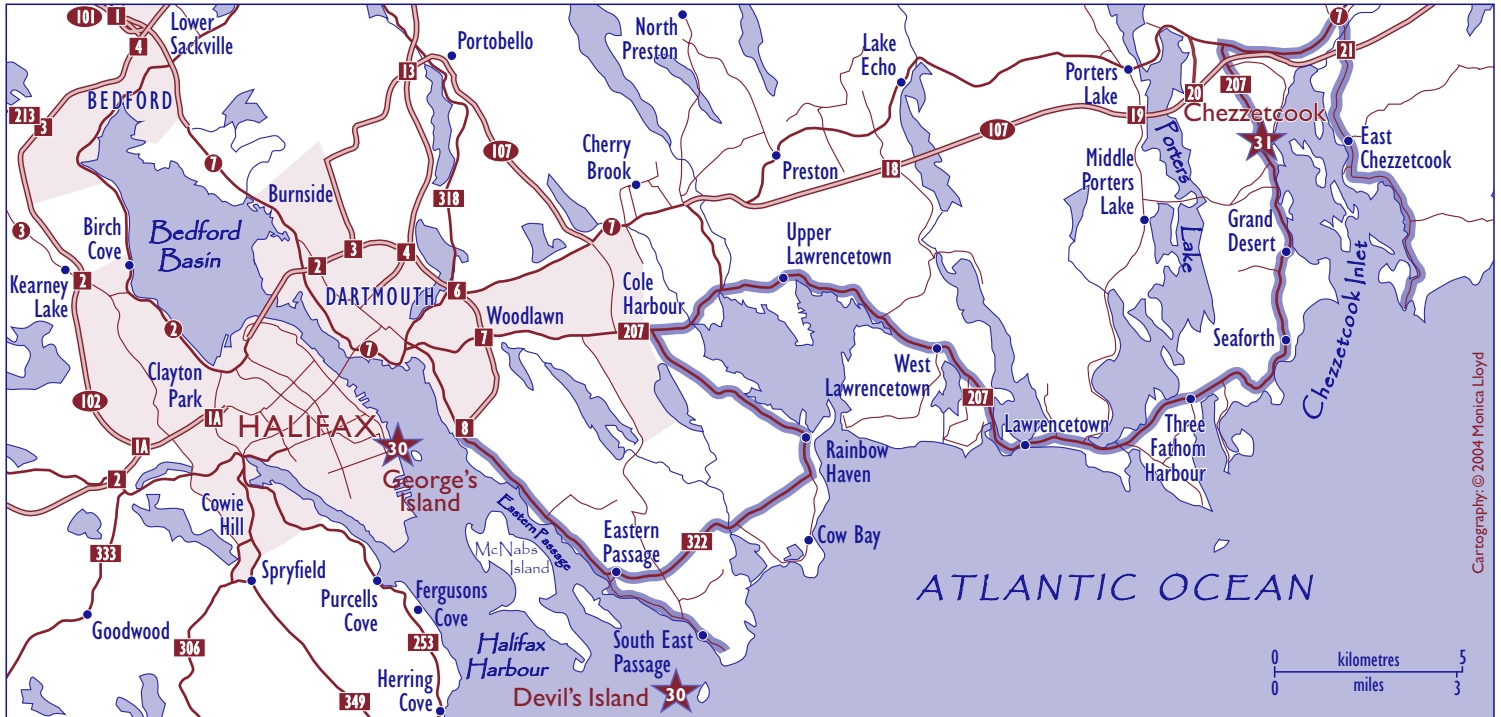 101
1
4
Lower
Sackville
BEDFORD
213
3
7
Portobello
13
North
Preston
Lake
Echo
Porters
Lake
7
21
20
207
Chezzetcook
31
19
107
107
Cherry
Brook
Preston
18
East
Chezzetcook
Burnside
318
Middle
Porters
Lake
Porters
Lake
3
Birch
Cove
Bedford
Basin
7
Upper
Lawrencetown
Grand
Desert
Chezzetcook Inlet
Kearney
Lake
2
2
3
4
DARTMOUTH
6
Cole
Harbour
Woodlawn
7
207
2
7
Seaforth
Clayton
Park
West
Lawrencetown
207
102
1A
1A
HALIFAX
30
George's
Island
8
Rainbow
Haven
Lawrencetown
Three
Fathom
Harbour
2
Cowie
Hill
Eastern Passage
Eastern
Passage
322
Cow Bay
333
McNabs
Island
Spryfield
Purcells
Cove
Fergusons
Cove
ATLANTIC OCEAN
Goodwood
306
253
Halifax
Harbour
South East
Passage
349
Herring
Cove
Devil's Island
30
0 kilometres 5
0 miles 3
Cartography: © 2004 Monica Lloyd